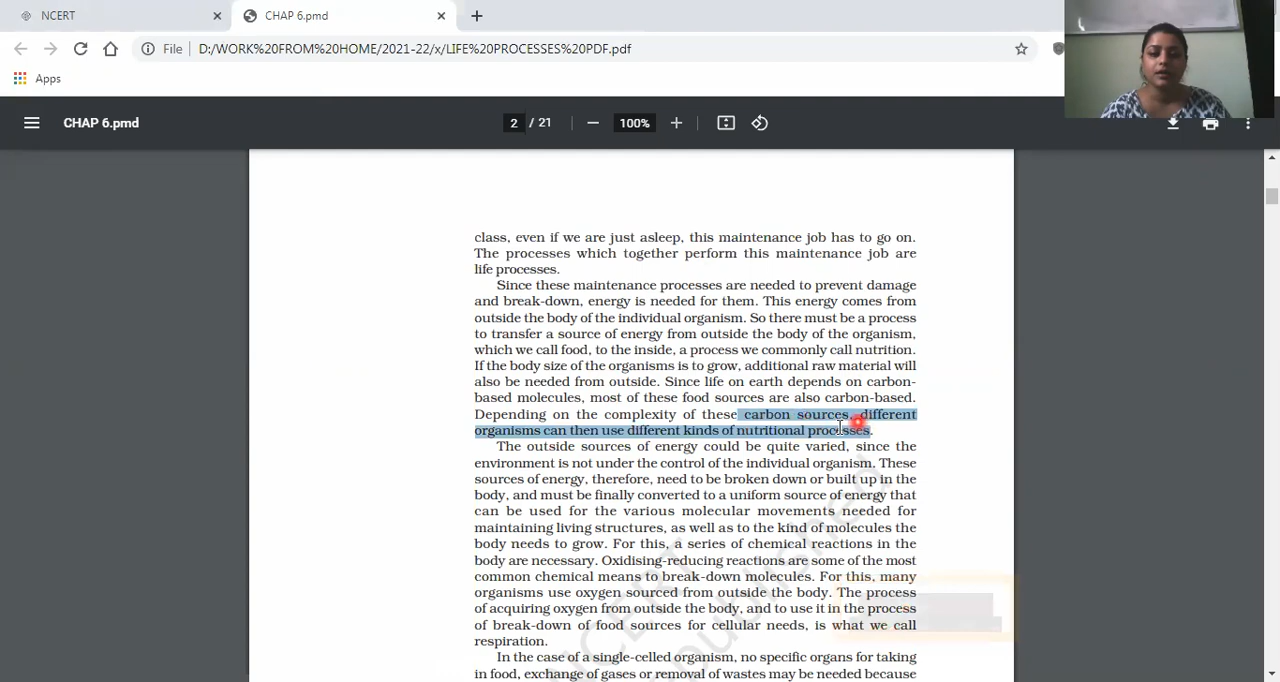 NCERT
CHAP 6.pmd
File
D:/WORK%20FROM%20HOME/2021-22/x/LIFE%20PROCESSES%20PDF.pdf
Apps
CHAP 6.pmd
2 / 21
100%
class, even if we are just asleep, this maintenance job has to go on.
The processes which together perform this maintenance job are
life processes.
Since these maintenance processes are needed to prevent damage
and break-down, energy is needed for them. This energy comes from
outside the body of the individual organism. So there must be a process
to transfer a source of energy from outside the body of the organism,
which we call food, to the inside, a process we commonly call nutrition.
If the body size of the organisms is to grow, additional raw material will
also be needed from outside. Since life on earth depends on carbon-
based molecules, most of these food sources are also carbon-based.
Depending on the complexity of these carbon sources, different
organisms can then use different kinds of nutritional processes.
The outside sources of energy could be quite varied, since the
environment is not under the control of the individual organism. These
sources of energy, therefore, need to be broken down or built up in the
body, and must be finally converted to a uniform source of energy that
can be used for the various molecular movements needed for
maintaining living structures, as well as to the kind of molecules the
body needs to grow. For this, a series of chemical reactions in the
body are necessary. Oxidising-reducing reactions are some of the most
common chemical means to break-down molecules. For this, many
organisms use oxygen sourced from outside the body. The process
of acquiring oxygen from outside the body, and to use it in the process
of break-down of food sources for cellular needs, is what we call
respiration.
In the case of a single-celled organism, no specific organs for taking
in food, exchange of gases or removal of wastes may be needed because
NCERT
published